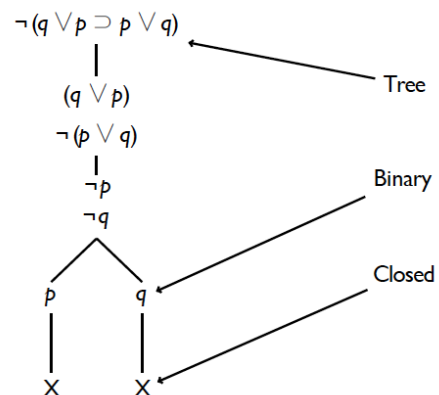 ¬(q ∨ p ⊃ p ∨ q)
Tree
(q ∨ p)
¬(p ∨ q)
¬p
Binary
¬q
Closed
p q
X X